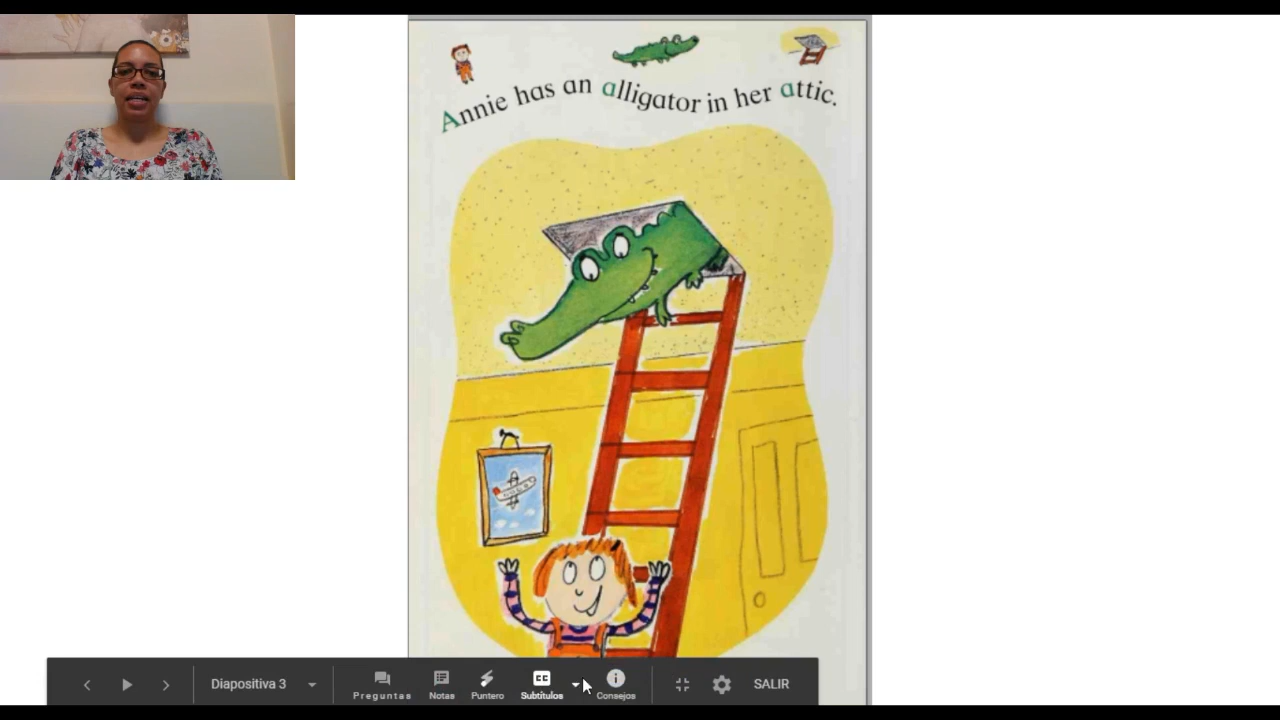 Annie has an alligator in her attic.
Diapositiva 3
Preguntas
Notas
Puntero
Subtítulos
Consejos
SALIR